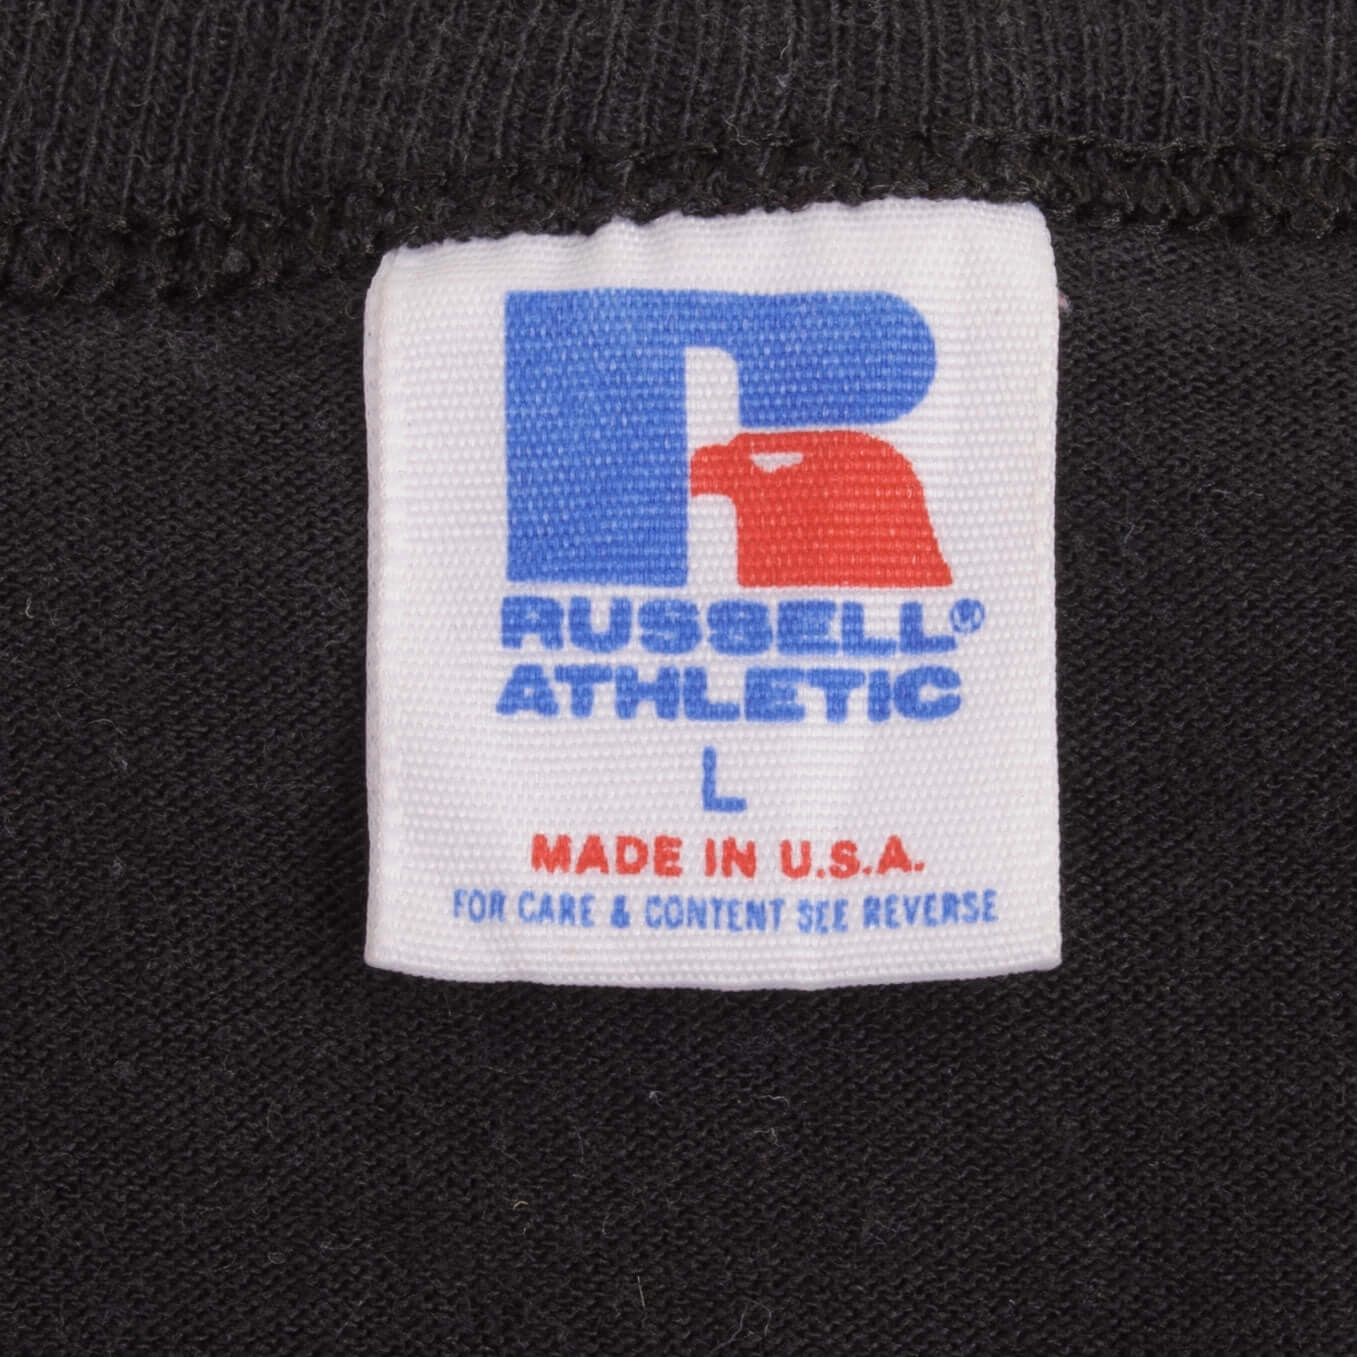 RUSSELL®
ATHLETIC
L
MADE IN U.S.A.
FOR CARE & CONTENT SEE REVERSE